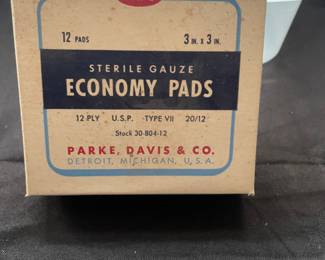 12 PADS 3 IN. X 3 IN.
STERILE GAUZE
ECONOMY PADS
12 PLY U.S.P. TYPE VII 20/12
Stock 30-804-12
PARKE, DAVIS & CO.
DETROIT, MICHIGAN, U.S.A.